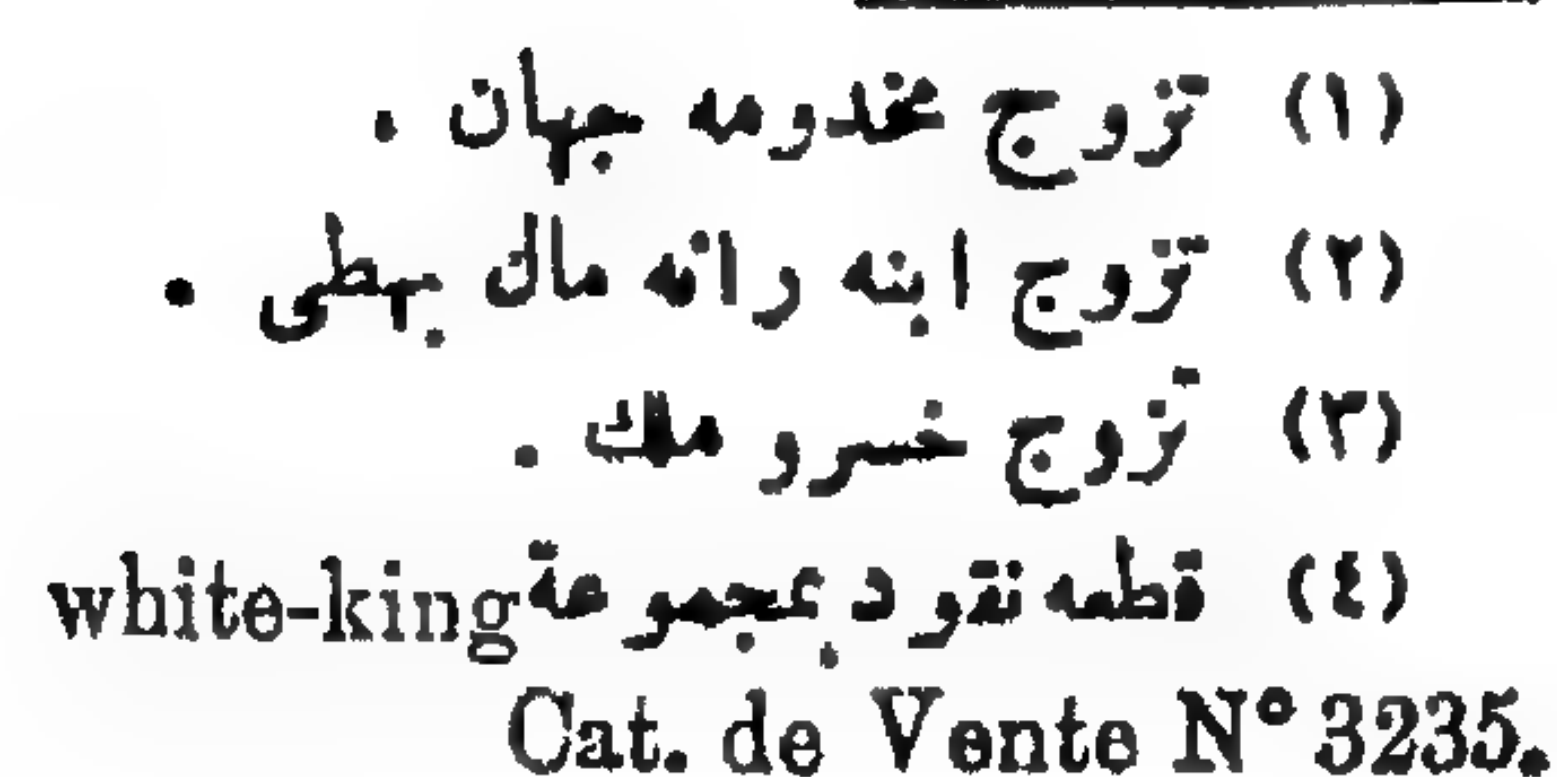 (١) تزوج مخدومه جهان .
(٢) تزوج ابنه رانه مال بهطى .
(٣) تزوج خسرو ملك .
(٤) قطعه نقود بمجموعة white-king
Cat. de Vente N° 3235.